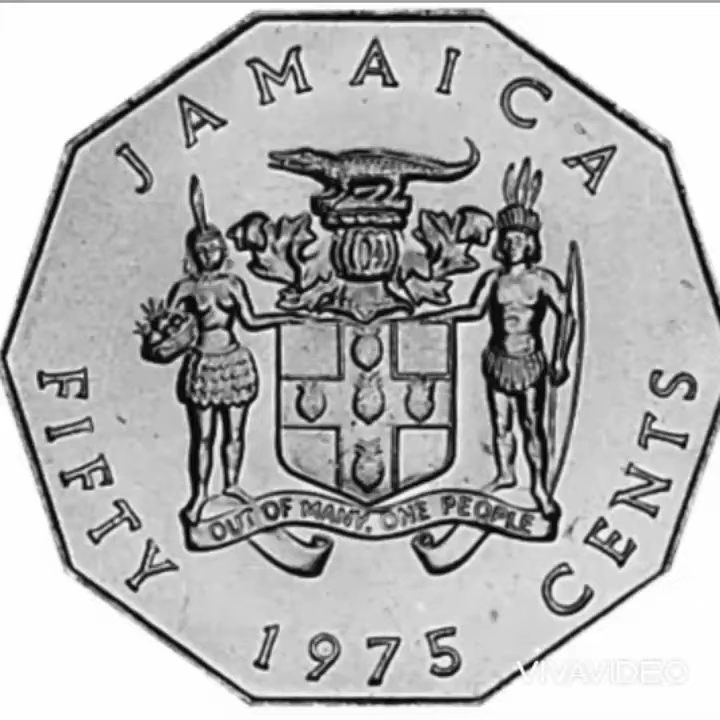 JAMAICA
OUT OF MANY, ONE PEOPLE
FIFTY CENTS
1975
VIVAVIDEO